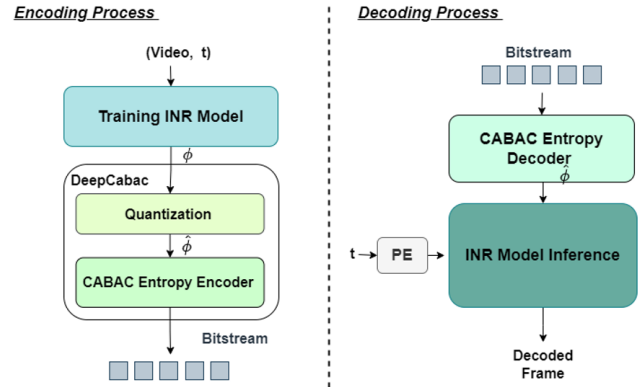 Encoding Process
(Video, t)
Training INR Model
ϕ
DeepCabac
Quantization
ϕ̂
CABAC Entropy Encoder
Bitstream
Decoding Process
Bitstream
CABAC Entropy
Decoder
ϕ̂
t
PE
INR Model Inference
Decoded
Frame